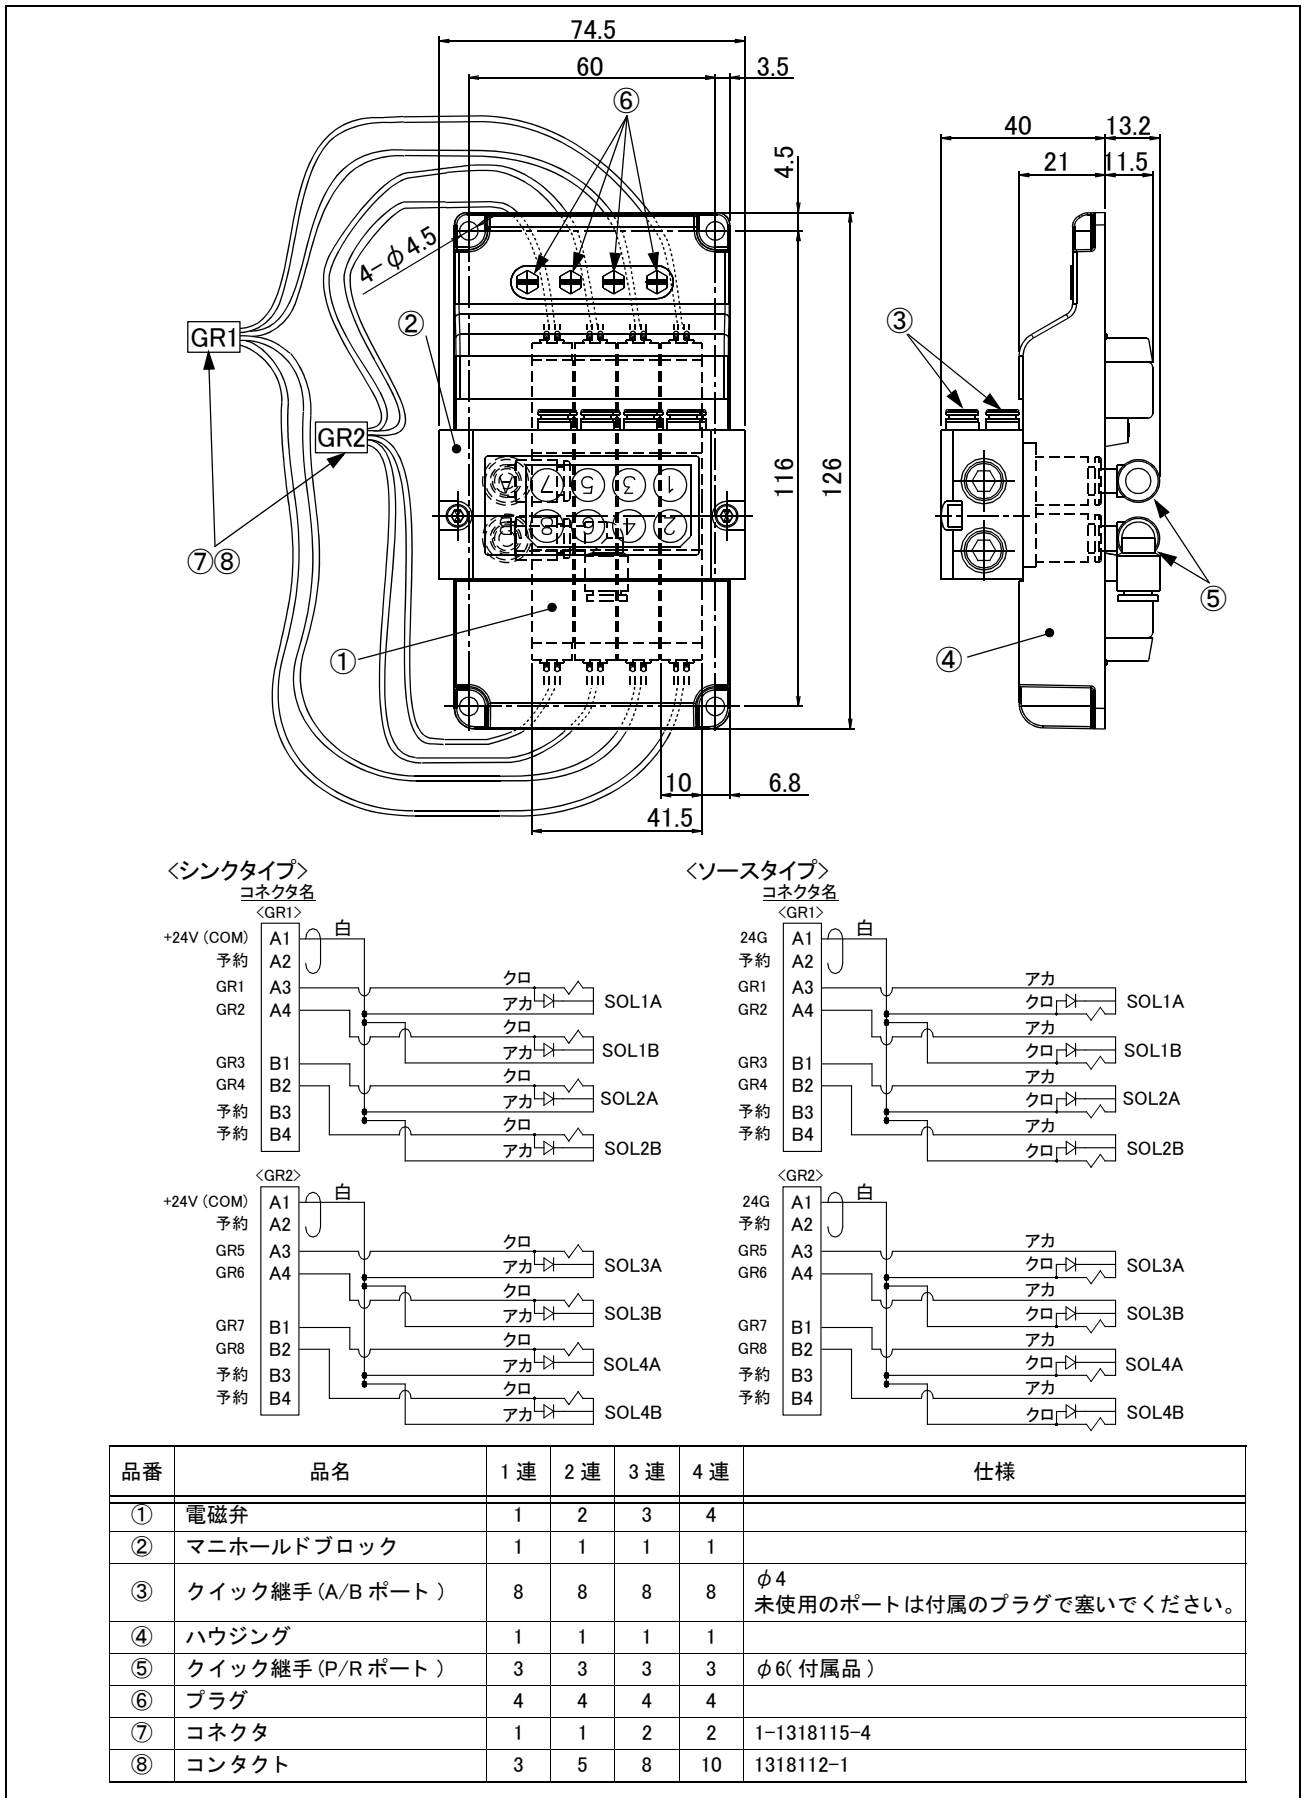 74.5
60
3.5
⑥
4.5
4-φ4.5
②
GR1
GR2
⑦⑧
116
126
A
7
5
3
1
8
6
4
2
①
10
6.8
41.5
40
13.2
21
11.5
③
⑤
④
<シンクタイプ>
コネクタ名
<GR1>
+24V (COM) A1 白
予約 A2
GR1 A3 クロ
アカ SOL1A
GR2 A4 クロ
アカ SOL1B
GR3 B1 クロ
アカ SOL2A
GR4 B2 クロ
アカ SOL2B
予約 B3
予約 B4
<GR2>
+24V (COM) A1 白
予約 A2
GR5 A3 クロ
アカ SOL3A
GR6 A4 クロ
アカ SOL3B
GR7 B1 クロ
アカ SOL4A
GR8 B2 クロ
アカ SOL4B
予約 B3
予約 B4
<ソースタイプ>
コネクタ名
<GR1>
24G A1 白
予約 A2
GR1 A3 アカ
クロ SOL1A
GR2 A4 アカ
クロ SOL1B
GR3 B1 アカ
クロ SOL2A
GR4 B2 アカ
クロ SOL2B
予約 B3
予約 B4
<GR2>
24G A1 白
予約 A2
GR5 A3 アカ
クロ SOL3A
GR6 A4 アカ
クロ SOL3B
GR7 B1 アカ
クロ SOL4A
GR8 B2 アカ
クロ SOL4B
予約 B3
予約 B4
品番 品名 1 連 2 連 3 連 4 連 仕様
① 電磁弁 1 2 3 4
② マニホールドブロック 1 1 1 1
③ クイック継手 (A/B ポート ) 8 8 8 8 φ4
未使用のポートは付属のプラグで塞いでください。
④ ハウジング 1 1 1 1
⑤ クイック継手 (P/R ポート ) 3 3 3 3 φ6( 付属品 )
⑥ プラグ 4 4 4 4
⑦ コネクタ 1 1 2 2 1-1318115-4
⑧ コンタクト 3 5 8 10 1318112-1